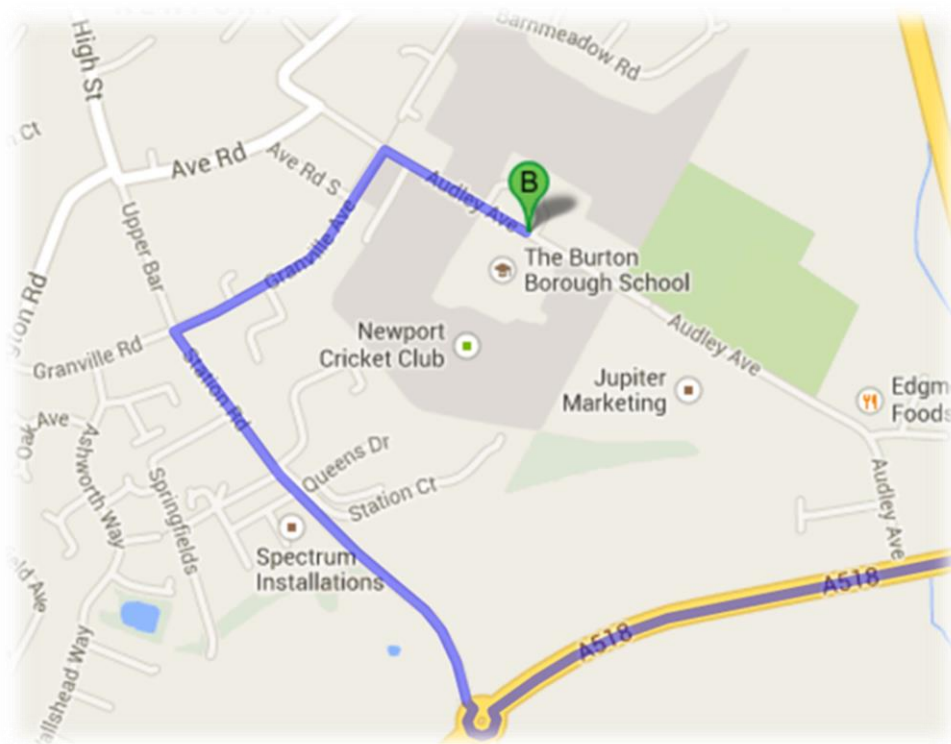 Barnmeadow Rd
High St
Ct
Ave Rd
Ave Rd S
Audley Ave
B
Upper Bar
Granville Ave
The Burton
Borough School
Newport
Cricket Club
Audley Ave
Granville Rd
Station Rd
Jupiter
Marketing
Edgm
Foods
Oak Ave
Ashworth Way
Queens Dr
Springfields
Station Ct
Audley Ave
Spectrum
Installations
A518
A518